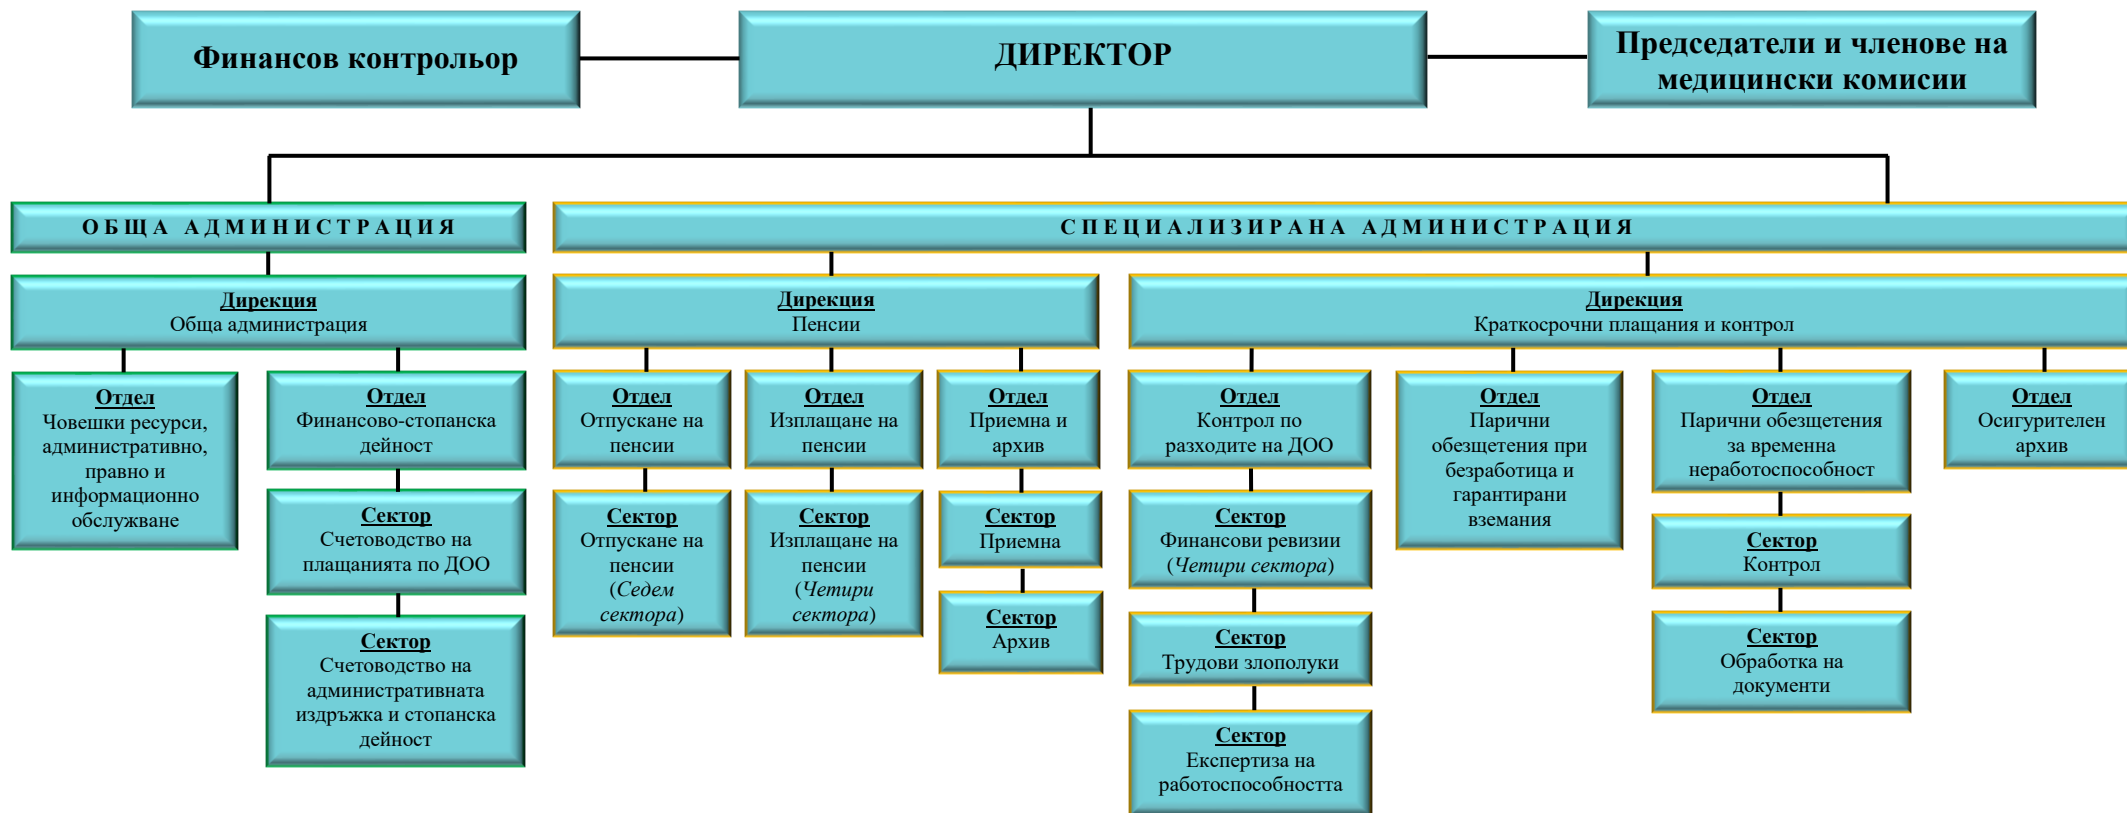 Финансов контрольор
ДИРЕКТОР
Председатели и членове на
медицински комисии
ОБЩА АДМИНИСТРАЦИЯ
СПЕЦИАЛИЗИРАНА АДМИНИСТРАЦИЯ
Дирекция
Обща администрация
Дирекция
Пенсии
Дирекция
Краткосрочни плащания и контрол
Отдел
Човешки ресурси,
административно,
правно и
информационно
обслужване
Отдел
Финансово-стопанска
дейност
Сектор
Счетоводство на
плащанията по ДОО
Сектор
Счетоводство на
административната
издръжка и стопанска
дейност
Отдел
Отпускане на
пенсии
Сектор
Отпускане на
пенсии
(Седем
сектора)
Отдел
Изплащане на
пенсии
Сектор
Изплащане на
пенсии
(Четири
сектора)
Отдел
Приемна и
архив
Сектор
Приемна
Сектор
Архив
Отдел
Контрол по
разходите на ДОО
Сектор
Финансови ревизии
(Четири сектора)
Сектор
Трудови злополуки
Сектор
Експертиза на
работоспособността
Отдел
Парични
обезщетения при
безработица и
гарантирани
вземания
Отдел
Парични обезщетения
за временна
неработоспособност
Сектор
Контрол
Сектор
Обработка на
документи
Отдел
Осигурителен
архив